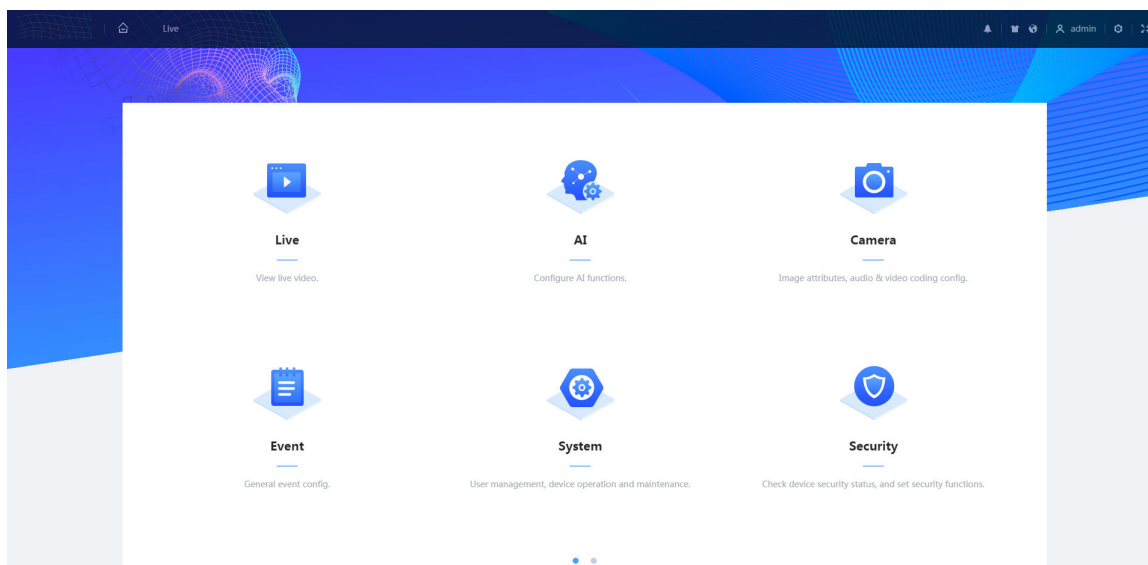 Live
admin
Live
AI
Camera
View live video.
Configure AI functions.
Image attributes, audio & video coding config.
Event
System
Security
General event config.
User management, device operation and maintenance.
Check device security status, and set security functions.